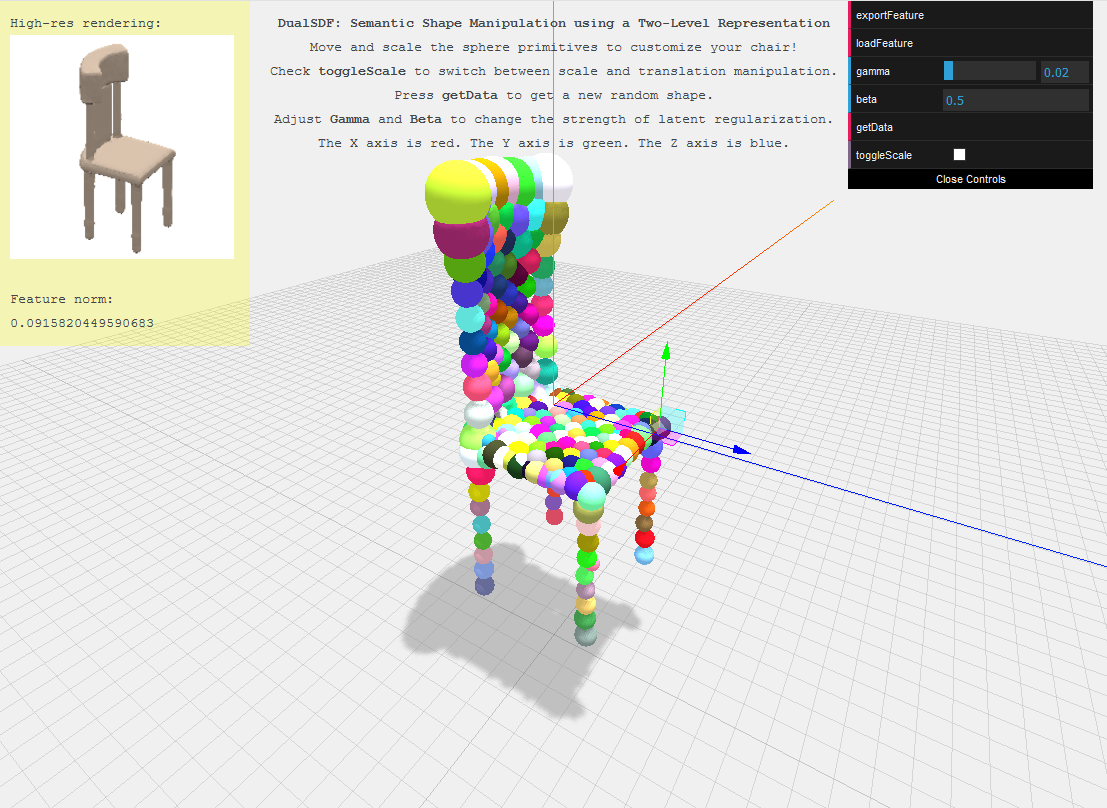 High-res rendering:
Feature norm:
0.0915820449590683
DualSDF: Semantic Shape Manipulation using a Two-Level Representation
Move and scale the sphere primitives to customize your chair!
Check toggleScale to switch between scale and translation manipulation.
Press getData to get a new random shape.
Adjust Gamma and Beta to change the strength of latent regularization.
The X axis is red. The Y axis is green. The Z axis is blue.
exportFeature
loadFeature
gamma 0.02
beta 0.5
getData
toggleScale
Close Controls